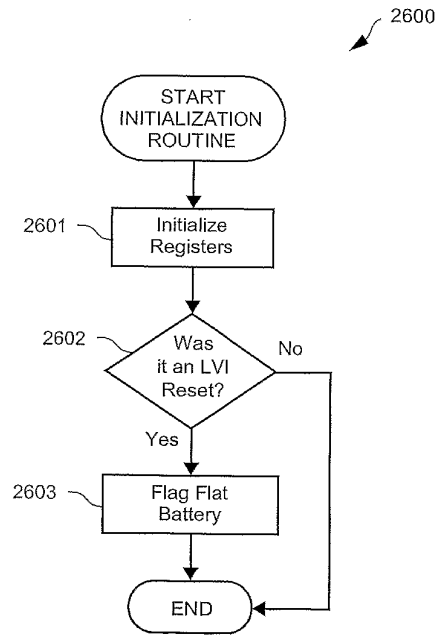 2600
START
INITIALIZATION
ROUTINE
2601
Initialize
Registers
2602
Was
it an LVI
Reset?
No
Yes
2603
Flag Flat
Battery
END